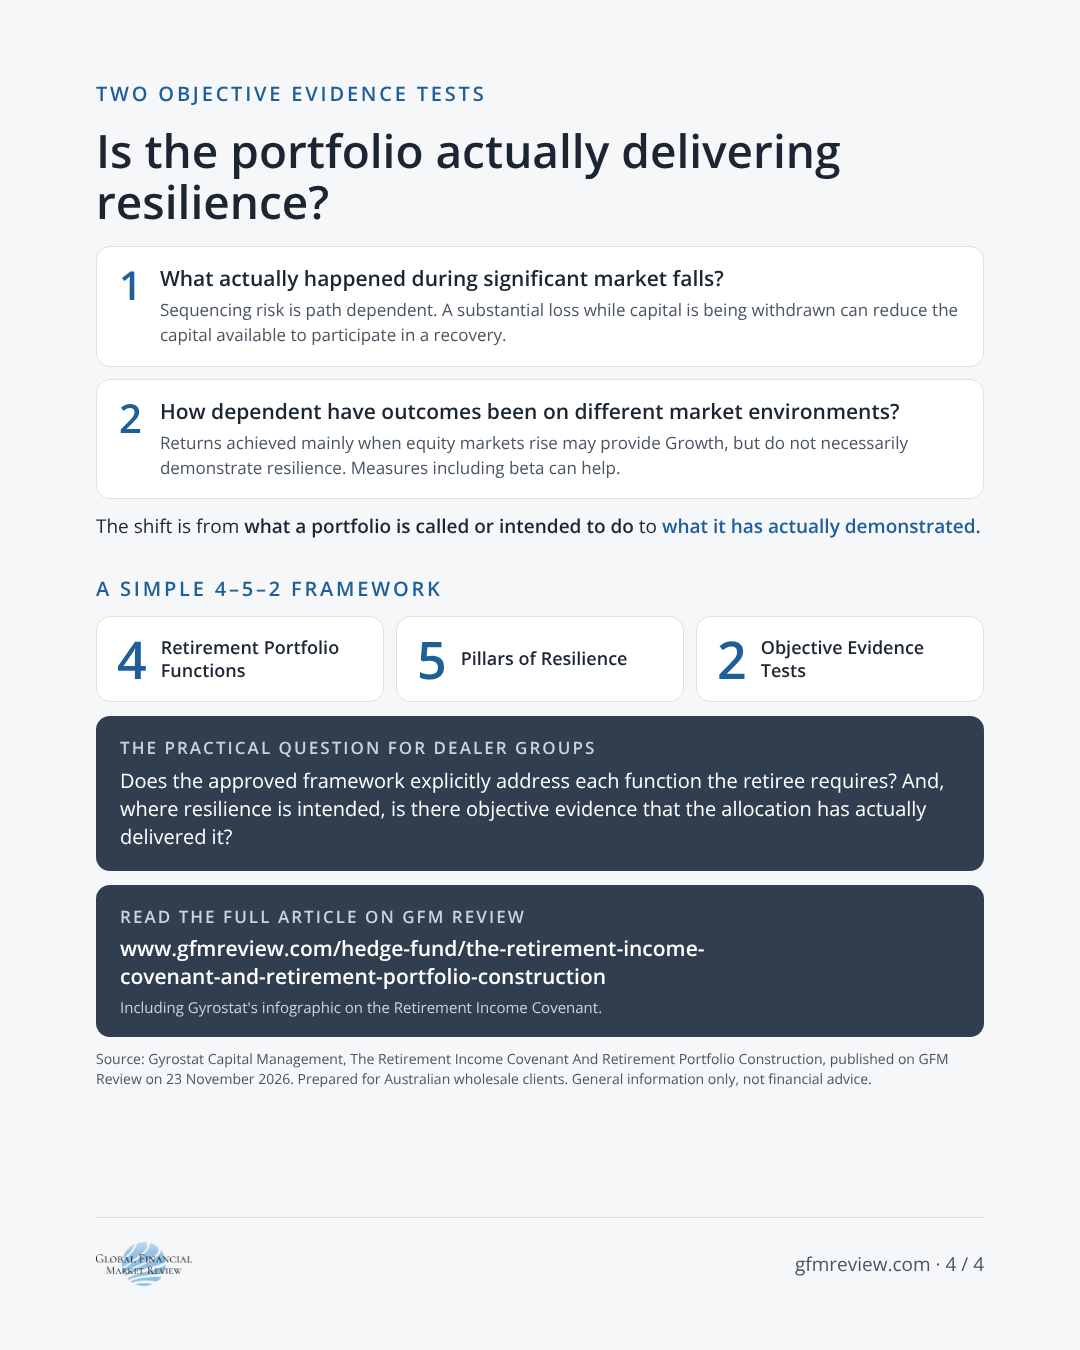 TWO OBJECTIVE EVIDENCE TESTS
Is the portfolio actually delivering
resilience?
1
What actually happened during significant market falls?
Sequencing risk is path dependent. A substantial loss while capital is being withdrawn can reduce the
capital available to participate in a recovery.
2
How dependent have outcomes been on different market environments?
Returns achieved mainly when equity markets rise may provide Growth, but do not necessarily
demonstrate resilience. Measures including beta can help.
The shift is from what a portfolio is called or intended to do to what it has actually demonstrated.
A SIMPLE 4–5–2 FRAMEWORK
4
Retirement Portfolio
Functions
5
Pillars of Resilience
2
Objective Evidence
Tests
THE PRACTICAL QUESTION FOR DEALER GROUPS
Does the approved framework explicitly address each function the retiree requires? And,
where resilience is intended, is there objective evidence that the allocation has actually
delivered it?
READ THE FULL ARTICLE ON GFM REVIEW
www.gfmreview.com/hedge-fund/the-retirement-income-
covenant-and-retirement-portfolio-construction
Including Gyrostat's infographic on the Retirement Income Covenant.
Source: Gyrostat Capital Management, The Retirement Income Covenant And Retirement Portfolio Construction, published on GFM
Review on 23 November 2026. Prepared for Australian wholesale clients. General information only, not financial advice.
GLOBAL FINANCIAL
MARKET REVIEW
gfmreview.com · 4 / 4